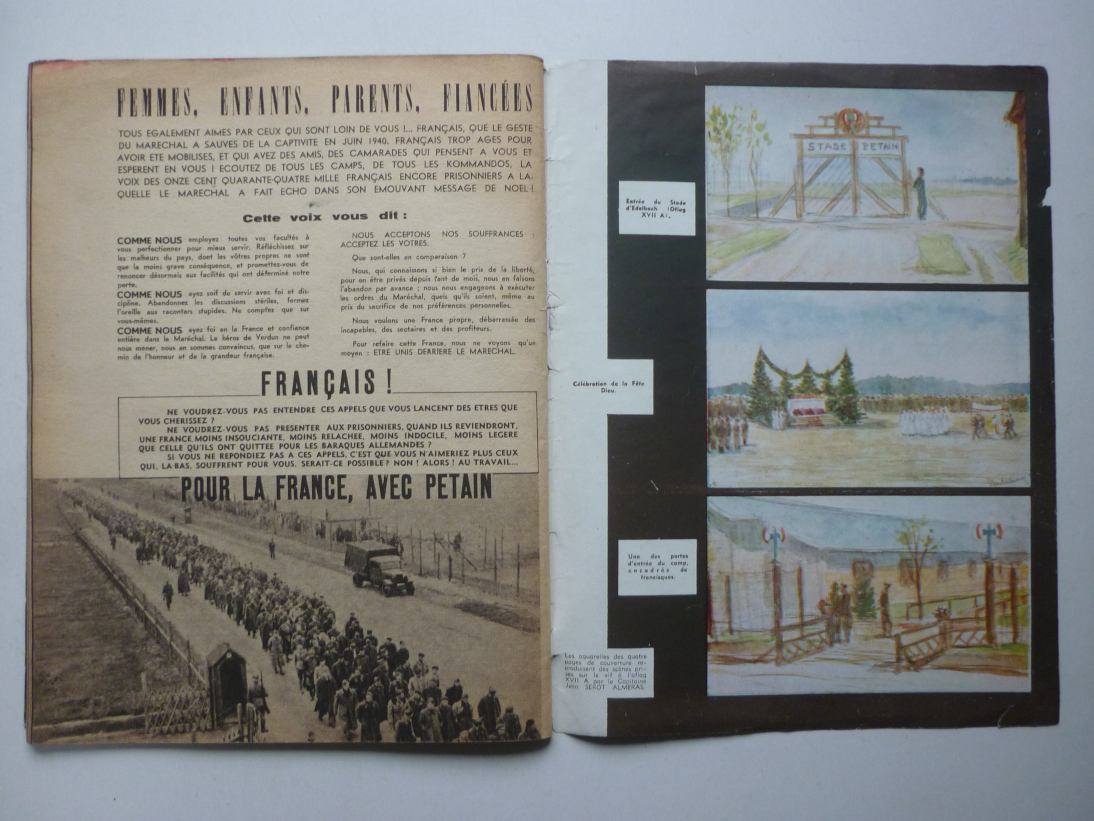 FEMMES, ENFANTS, PARENTS, FIANCÉES
TOUS EGALEMENT AIMES PAR CEUX QUI SONT LOIN DE VOUS !... FRANÇAIS, QUE LE GESTE
DU MARECHAL A SAUVES DE LA CAPTIVITE EN JUIN 1940. FRANÇAIS TROP AGES POUR
AVOIR ETE MOBILISES, ET QUI AVEZ DES AMIS, DES CAMARADES QUI PENSENT A VOUS ET
ESPERENT EN VOUS ! ECOUTEZ DE TOUS LES CAMPS, DE TOUS LES KOMMANDOS, LA
VOIX DES ONZE CENT QUARANTE-QUATRE MILLE FRANÇAIS ENCORE PRISONNIERS A LA-
QUELLE LE MARECHAL A FAIT ECHO DANS SON EMOUVANT MESSAGE DE NOEL !
Cette voix vous dit :
COMME NOUS employez toutes vos facultés à
vous perfectionner pour mieux servir. Réfléchissez sur
les malheurs du pays, dont les vôtres propres ne sont
que la moins grave conséquence, et promettez-vous de
renoncer désormais aux facilités qui ont déterminé notre
perte.
COMME NOUS ayez soif de servir avec foi et dis-
cipline. Abandonnez les discussions stériles, fermez
l'oreille aux racontars stupides. Ne comptez que sur
vous-mêmes.
COMME NOUS ayez foi en la France et confiance
entière dans le Maréchal. Le héros de Verdun ne peut
nous mener, nous en sommes convaincus, que sur le che-
min de l'honneur et de la grandeur française.
NOUS ACCEPTONS NOS SOUFFRANCES ;
ACCEPTEZ LES VOTRES.
Que sont-elles en comparaison ?
Nous, qui connaissons si bien le prix de la liberté,
pour en être privés depuis tant de mois, nous en faisons
l'abandon par avance ; nous nous engageons à exécuter
les ordres du Maréchal, quels qu'ils soient, même au
prix du sacrifice de nos préférences personnelles.
Nous voulons une France propre, débarrassée des
incapables, des sectaires et des profiteurs.
Pour refaire cette France, nous ne voyons qu'un
moyen : ETRE UNIS DERRIERE LE MARECHAL.
FRANÇAIS !
NE VOUDREZ-VOUS PAS ENTENDRE CES APPELS QUE VOUS LANCENT DES ETRES QUE
VOUS CHERISSEZ ?
NE VOUDREZ-VOUS PAS PRESENTER AUX PRISONNIERS, QUAND ILS REVIENDRONT,
UNE FRANCE MOINS INSOUCIANTE, MOINS RELACHEE, MOINS INDOCILE, MOINS LEGERE
QUE CELLE QU'ILS ONT QUITTEE POUR LES BARAQUES ALLEMANDES ?
SI VOUS NE REPONDIEZ PAS A CES APPELS, C'EST QUE VOUS N'AIMERIEZ PLUS CEUX
QUI, LA-BAS, SOUFFRENT POUR VOUS. SERAIT-CE POSSIBLE ? NON ! ALORS ! AU TRAVAIL...
POUR LA FRANCE, AVEC PETAIN
STADE PETAIN
Entrée du Stade
d'Edelbach (Oflag
XVII A).
Célébration de la Fête
Dieu.
Une des portes
d'entrée du camp,
encadrée de
francisques.
Les aquarelles des quatre
pages de couverture re-
produisent des scènes pri-
ses sur le vif à l'oflag
XVII A par le Capitaine
Jean SEROT ALMERAS.